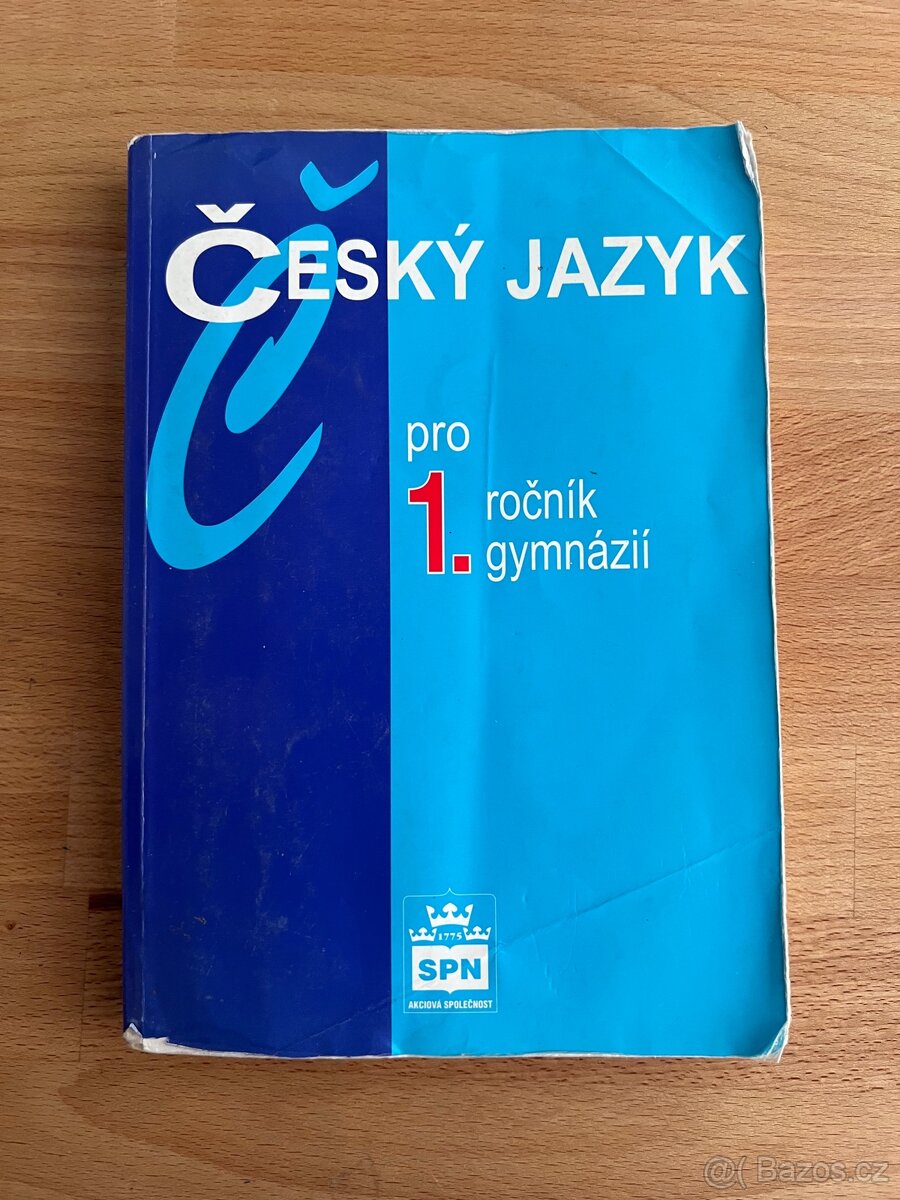 ČESKÝ JAZYK
pro
1. ročník
gymnázií
1775
SPN
AKCIOVÁ SPOLEČNOST
@( Bazos.cz